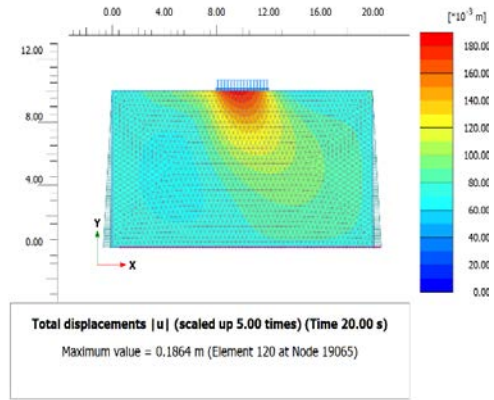 [*10⁻³ m]
0.00 4.00 8.00 12.00 16.00 20.00
12.00
8.00
4.00
0.00
Y
X
180.00
160.00
140.00
120.00
100.00
80.00
60.00
40.00
20.00
0.00
Total displacements |u| (scaled up 5.00 times) (Time 20.00 s)
Maximum value = 0.1864 m (Element 120 at Node 19065)